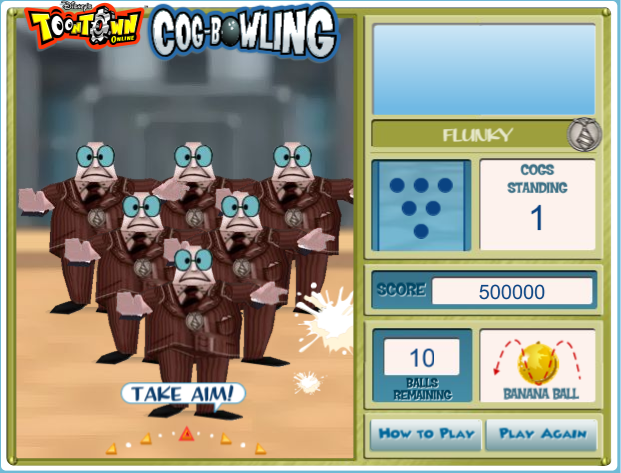 Disney's
TOONTOWN
ONLINE
COG-BOWLING
FLUNKY
COGS
STANDING
1
SCORE 500000
10
BALLS
REMAINING
BANANA BALL
TAKE AIM!
HOW TO PLAY
PLAY AGAIN